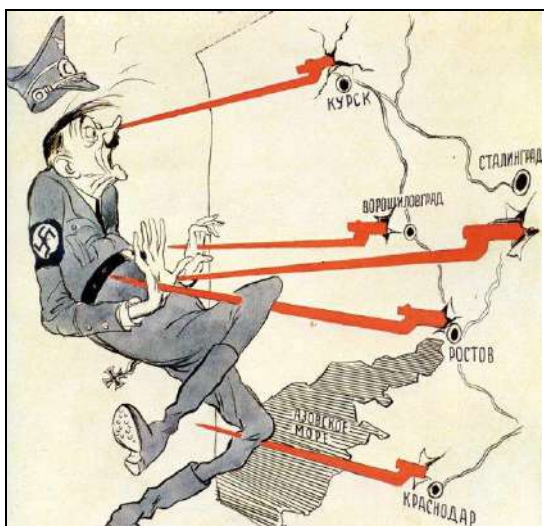 КУРСК
СТАЛИНГРАД
ВОРОШИЛОВГРАД
РОСТОВ
АЗОВСКОЕ
МОРЕ
КРАСНОДАР